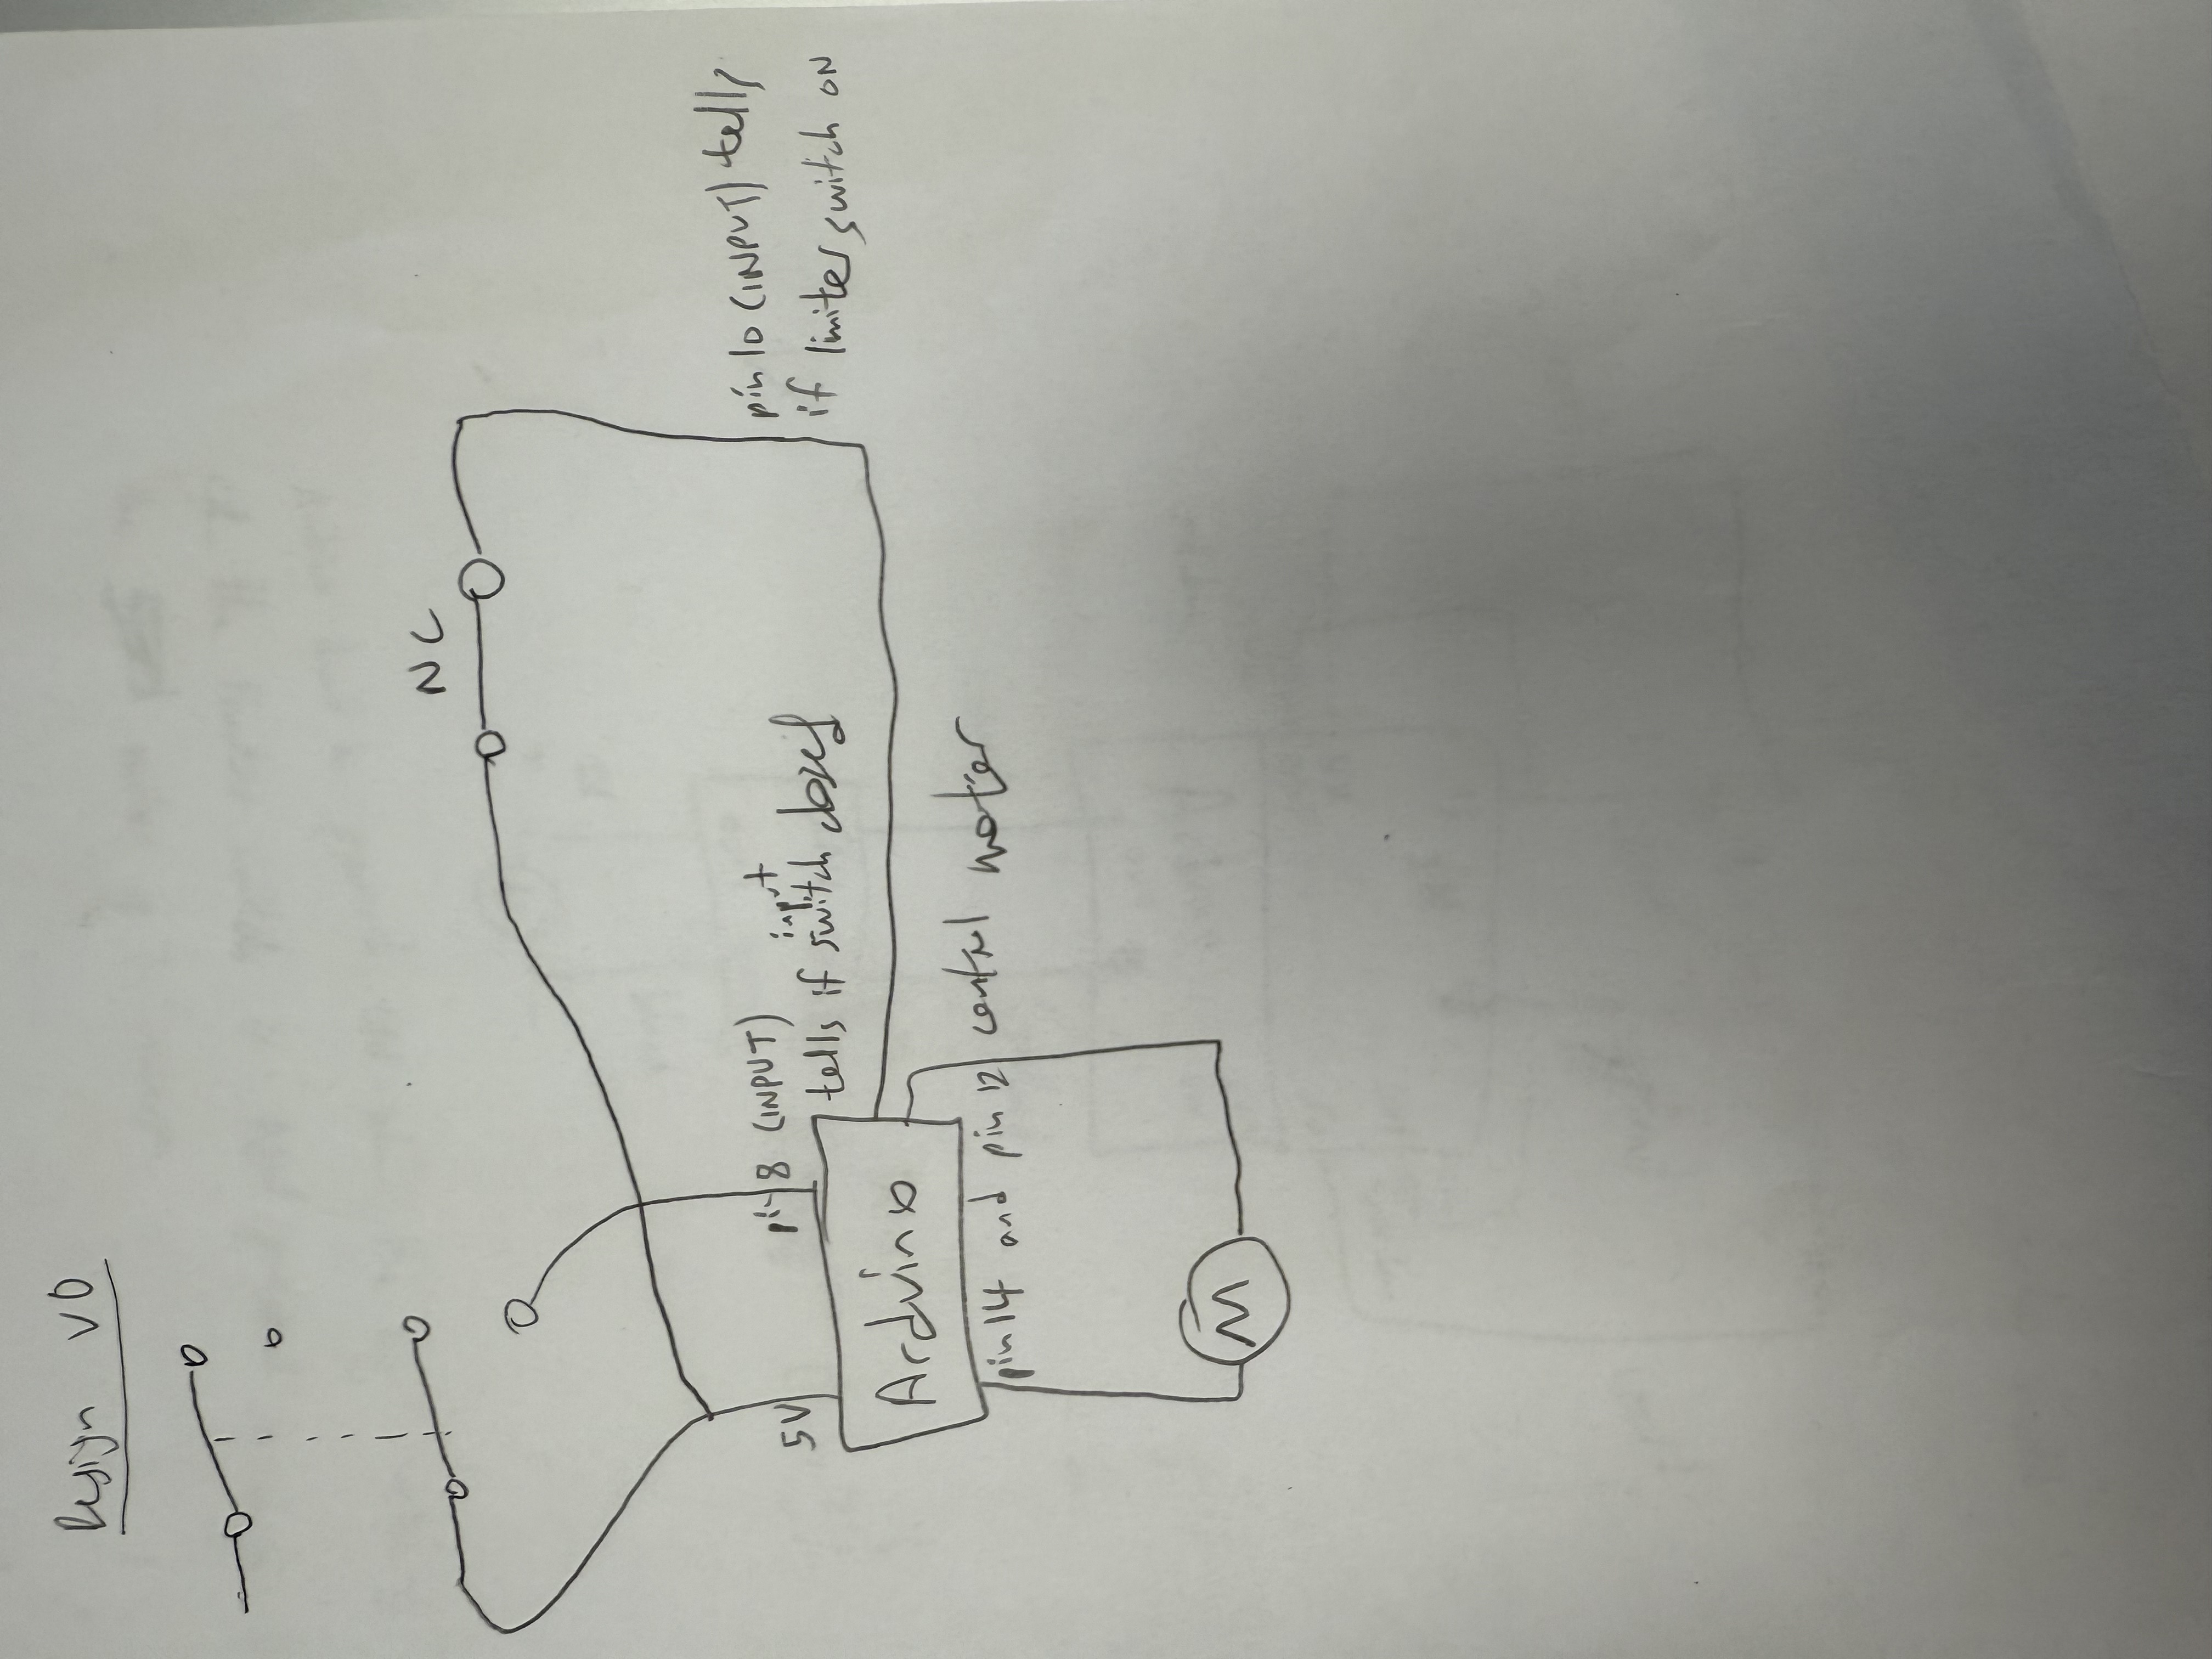 Design V0
NC
5V
pin 8 (INPUT)
tells if input switch closed
pin 10 (INPUT) tells
if limiter switch ON
Arduino
pin 14 and pin 12 control motor
M